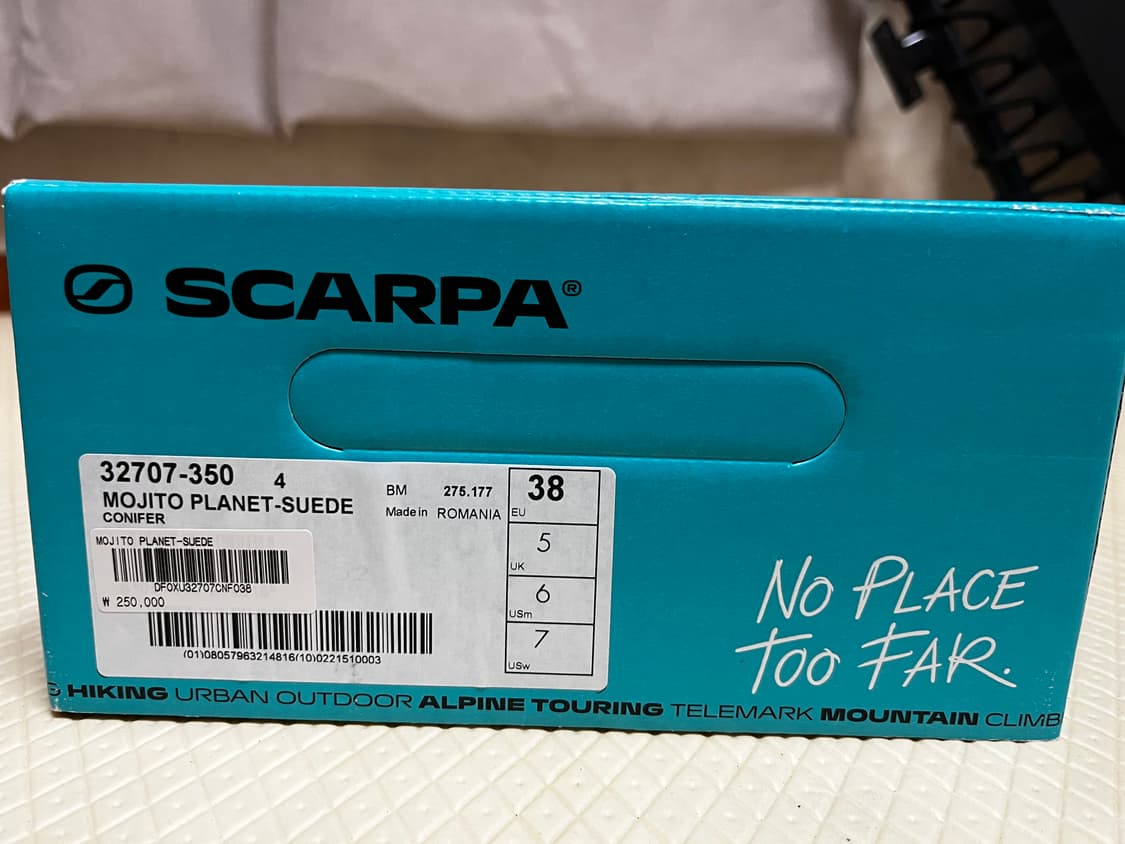 SCARPA®
32707-350 4
MOJITO PLANET-SUEDE
CONIFER
BM 275.177
Made in ROMANIA
38
EU
5
UK
6
USm
7
USw
MOJITO PLANET-SUEDE
DF0XU32707CNF038
₩ 250,000
(01)08057963214816(10)0221510003
NO PLACE
TOO FAR.
HIKING URBAN OUTDOOR ALPINE TOURING TELEMARK MOUNTAIN CLIMB